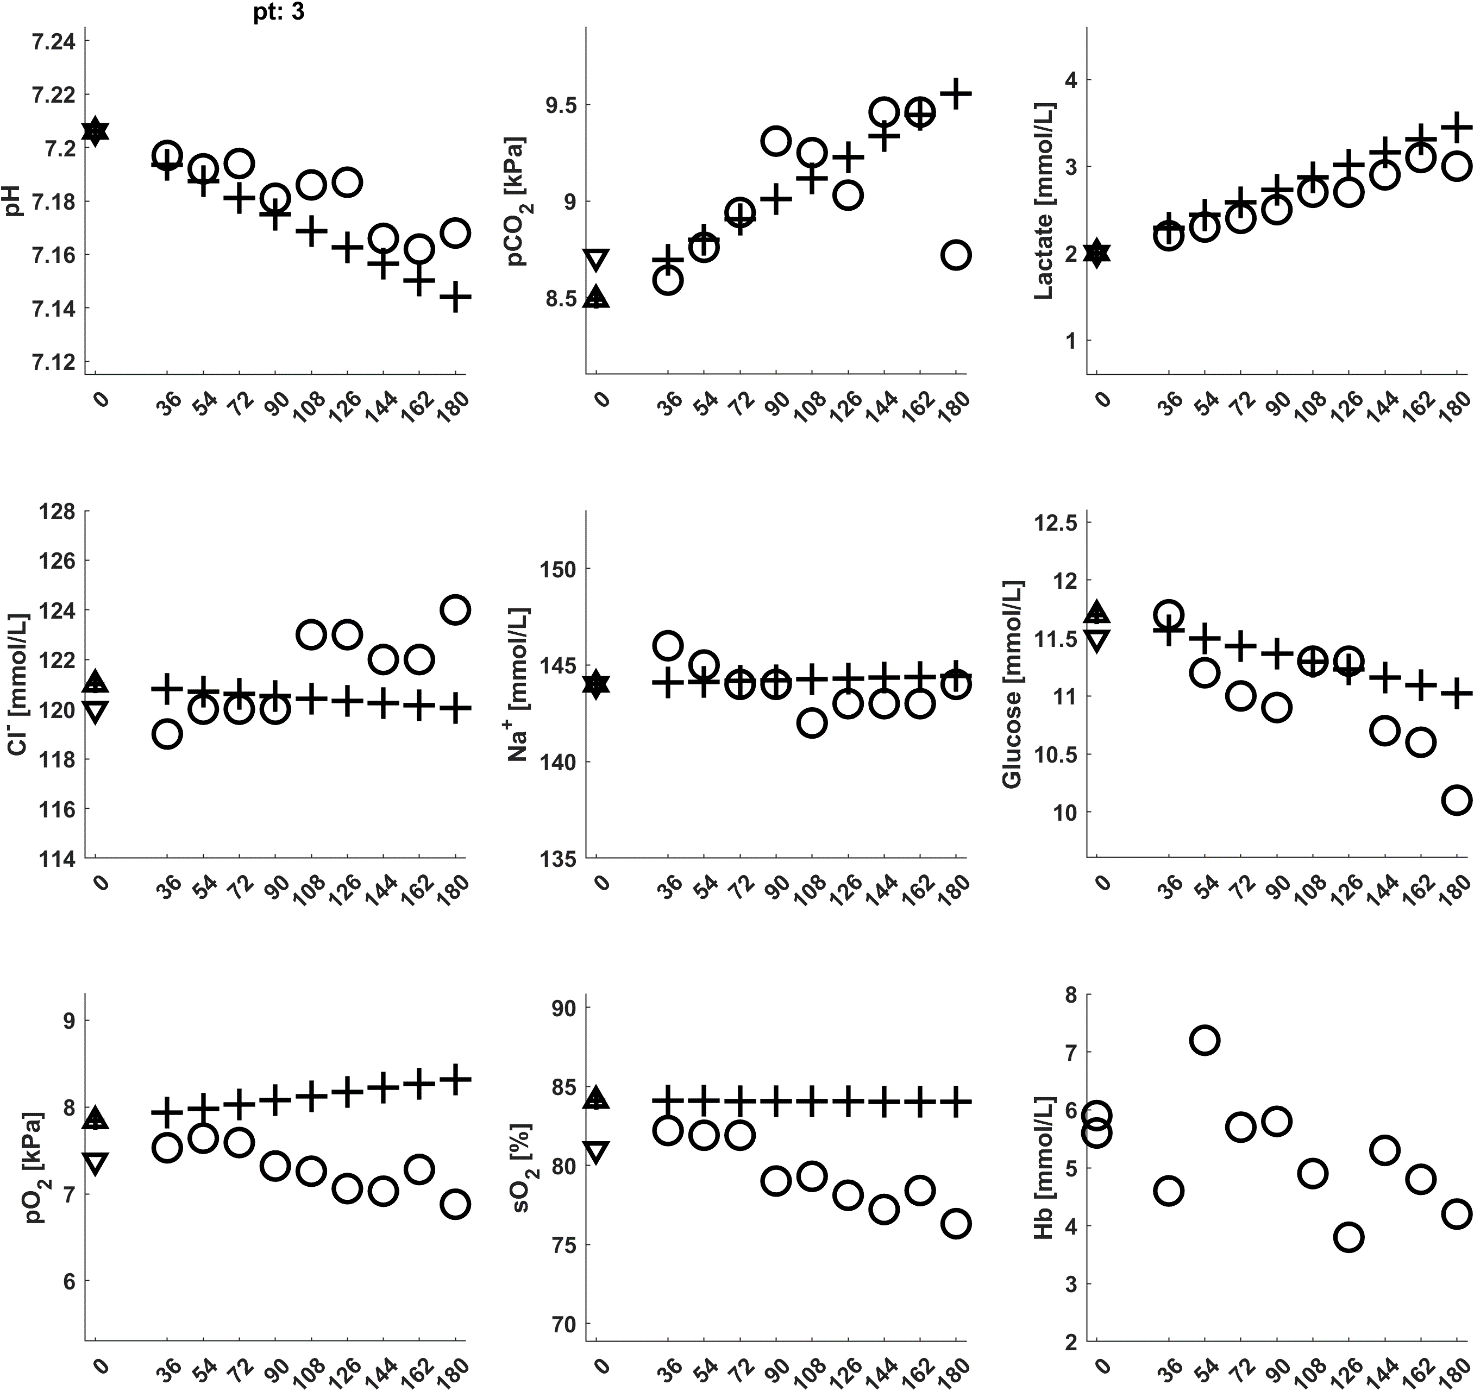 pt: 3
pH
7.24
7.22
7.2
7.18
7.16
7.14
7.12
0 36 54 72 90 108 126 144 162 180
pCO2 [kPa]
9.5
9
8.5
0 36 54 72 90 108 126 144 162 180
Lactate [mmol/L]
4
3
2
1
0 36 54 72 90 108 126 144 162 180
Cl- [mmol/L]
128
126
124
122
120
118
116
114
0 36 54 72 90 108 126 144 162 180
Na+ [mmol/L]
150
145
140
135
0 36 54 72 90 108 126 144 162 180
Glucose [mmol/L]
12.5
12
11.5
11
10.5
10
0 36 54 72 90 108 126 144 162 180
pO2 [kPa]
9
8
7
6
0 36 54 72 90 108 126 144 162 180
sO2 [%]
90
85
80
75
70
0 36 54 72 90 108 126 144 162 180
Hb [mmol/L]
8
7
6
5
4
3
2
0 36 54 72 90 108 126 144 162 180